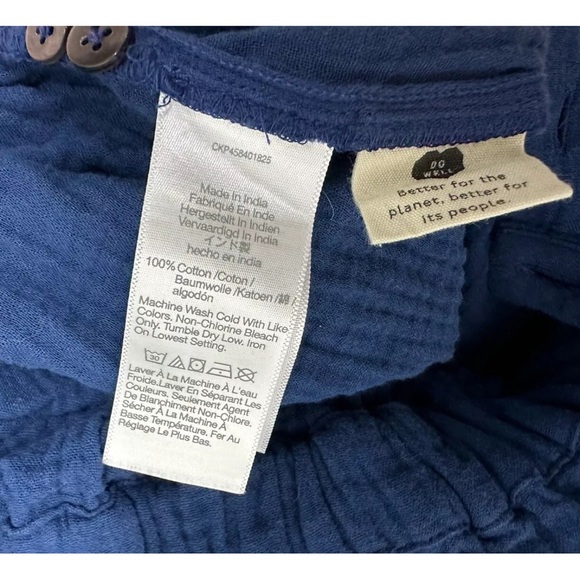 CKP458401825
Made in India
Fabriqué En Inde
Hergestellt In Indien
Vervaardigd In India
インド製
hecho en india
100% Cotton /Coton/
Baumwolle /Katoen /綿/
algodón
Machine Wash Cold With Like
Colors. Non-Chlorine Bleach
Only. Tumble Dry Low. Iron
On Lowest Setting.
30
Laver À La Machine À L'eau
Froide.Laver En Séparant Les
Couleurs. Seulement Agent
De Blanchiment Non-Chlore.
Sécher À La Machine À
Basse Température. Fer Au
Réglage Le Plus Bas.
DO
WELL
Better for the
planet, better for
its people.